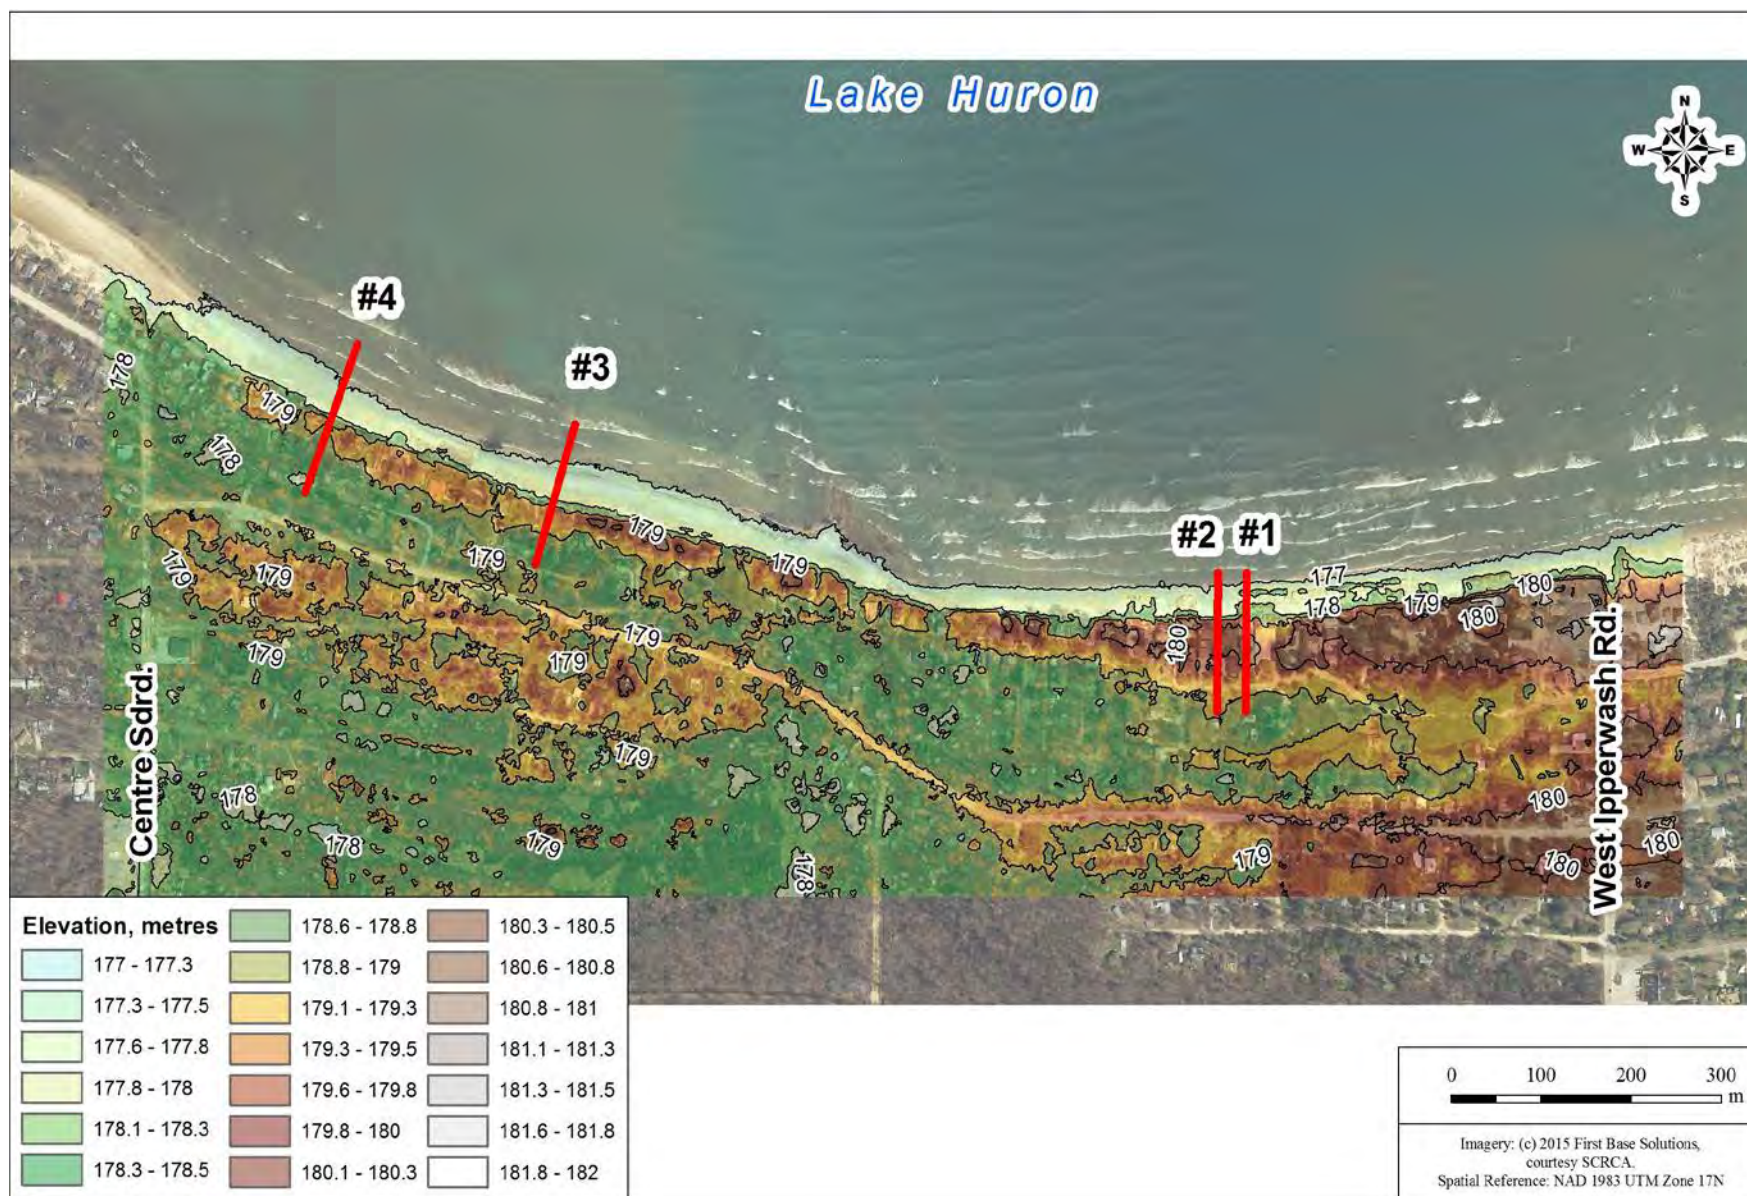 Lake Huron
N
W E
S
#4
#3
#2 #1
177
178
179
180
180
179
180
180
178
179
178
179
179
179
179
179
179
179
179
179
178
178
179
178
179
180
180
180
Centre Sdrd.
West Ipperwash Rd.
Elevation, metres
177 - 177.3
177.3 - 177.5
177.6 - 177.8
177.8 - 178
178.1 - 178.3
178.3 - 178.5
178.6 - 178.8
178.8 - 179
179.1 - 179.3
179.3 - 179.5
179.6 - 179.8
179.8 - 180
180.1 - 180.3
180.3 - 180.5
180.6 - 180.8
180.8 - 181
181.1 - 181.3
181.3 - 181.5
181.6 - 181.8
181.8 - 182
0 100 200 300
m
Imagery: (c) 2015 First Base Solutions,
courtesy SCRCA.
Spatial Reference: NAD 1983 UTM Zone 17N